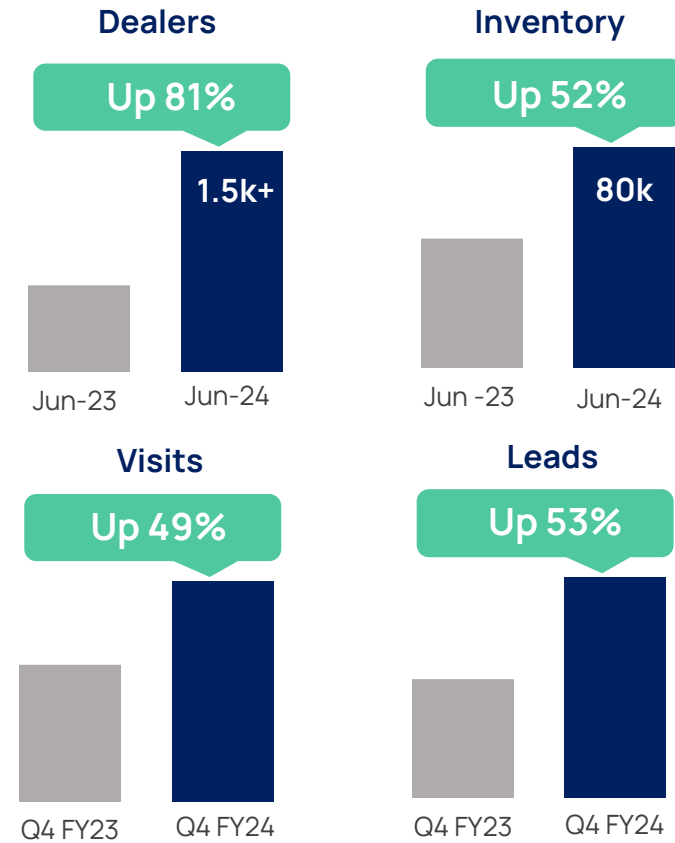 Dealers
Up 81%
1.5k+
Jun-23
Jun-24
Inventory
Up 52%
80k
Jun -23
Jun-24
Visits
Up 49%
Q4 FY23
Q4 FY24
Leads
Up 53%
Q4 FY23
Q4 FY24